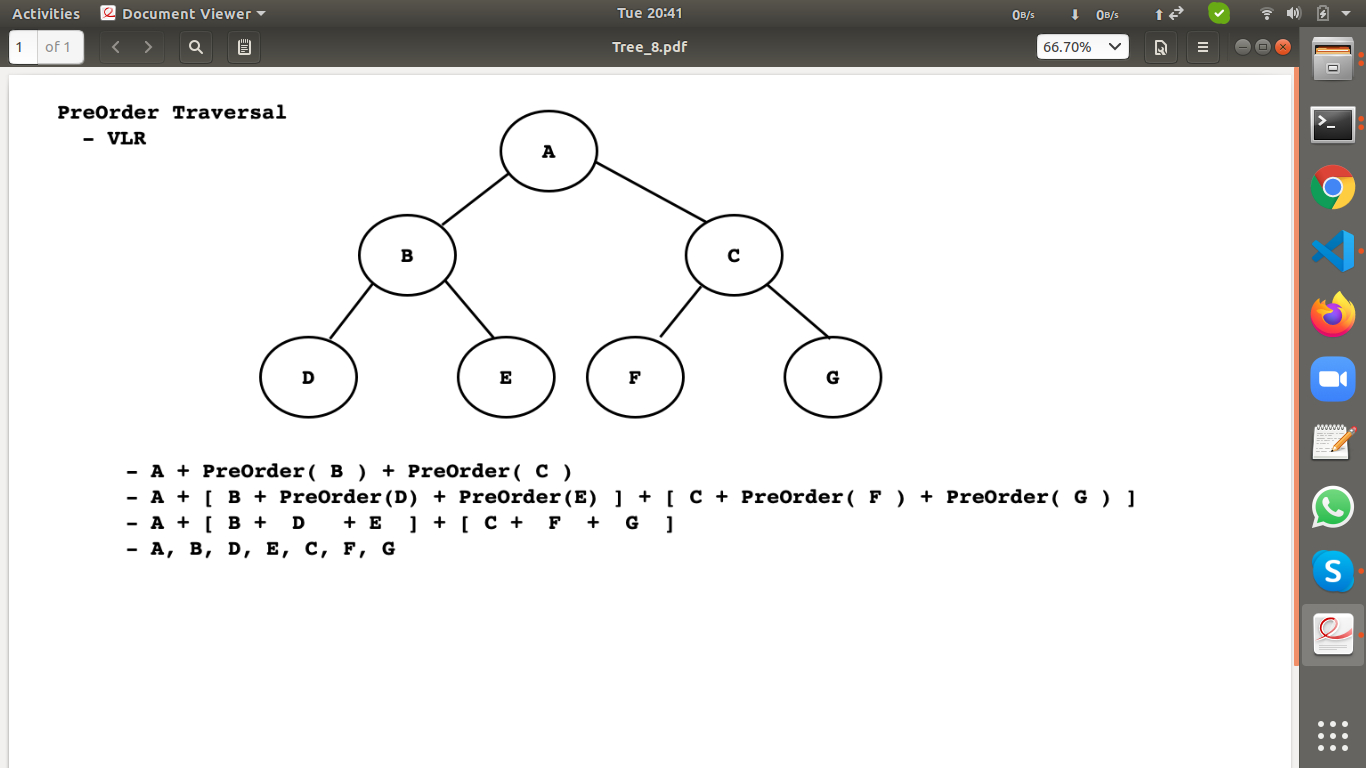 Activities Document Viewer Tue 20:41 0B/s 0B/s
1 of 1 Tree_8.pdf 66.70%
PreOrder Traversal
- VLR
A
B C
D E F G
- A + PreOrder( B ) + PreOrder( C )
- A + [ B + PreOrder(D) + PreOrder(E) ] + [ C + PreOrder( F ) + PreOrder( G ) ]
- A + [ B + D + E ] + [ C + F + G ]
- A, B, D, E, C, F, G